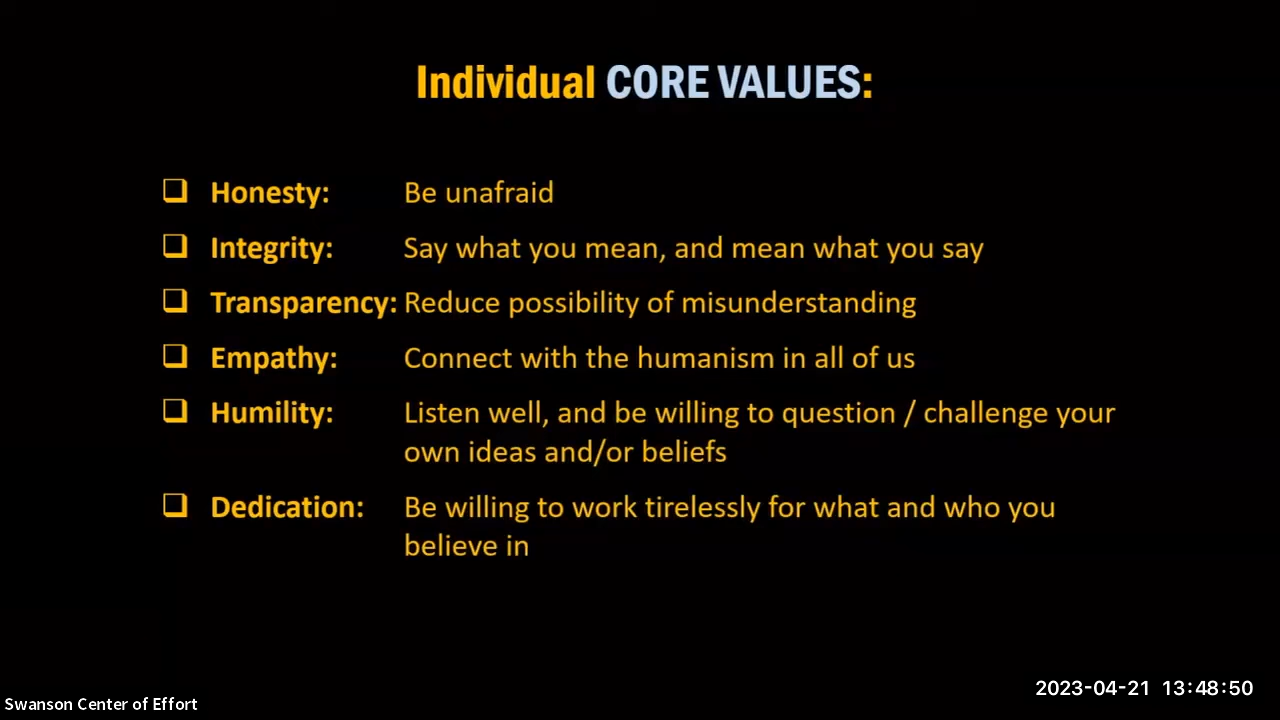 Individual CORE VALUES:
❑ Honesty: Be unafraid
❑ Integrity: Say what you mean, and mean what you say
❑ Transparency: Reduce possibility of misunderstanding
❑ Empathy: Connect with the humanism in all of us
❑ Humility: Listen well, and be willing to question / challenge your
own ideas and/or beliefs
❑ Dedication: Be willing to work tirelessly for what and who you
believe in
2023-04-21 13:48:50
Swanson Center of Effort